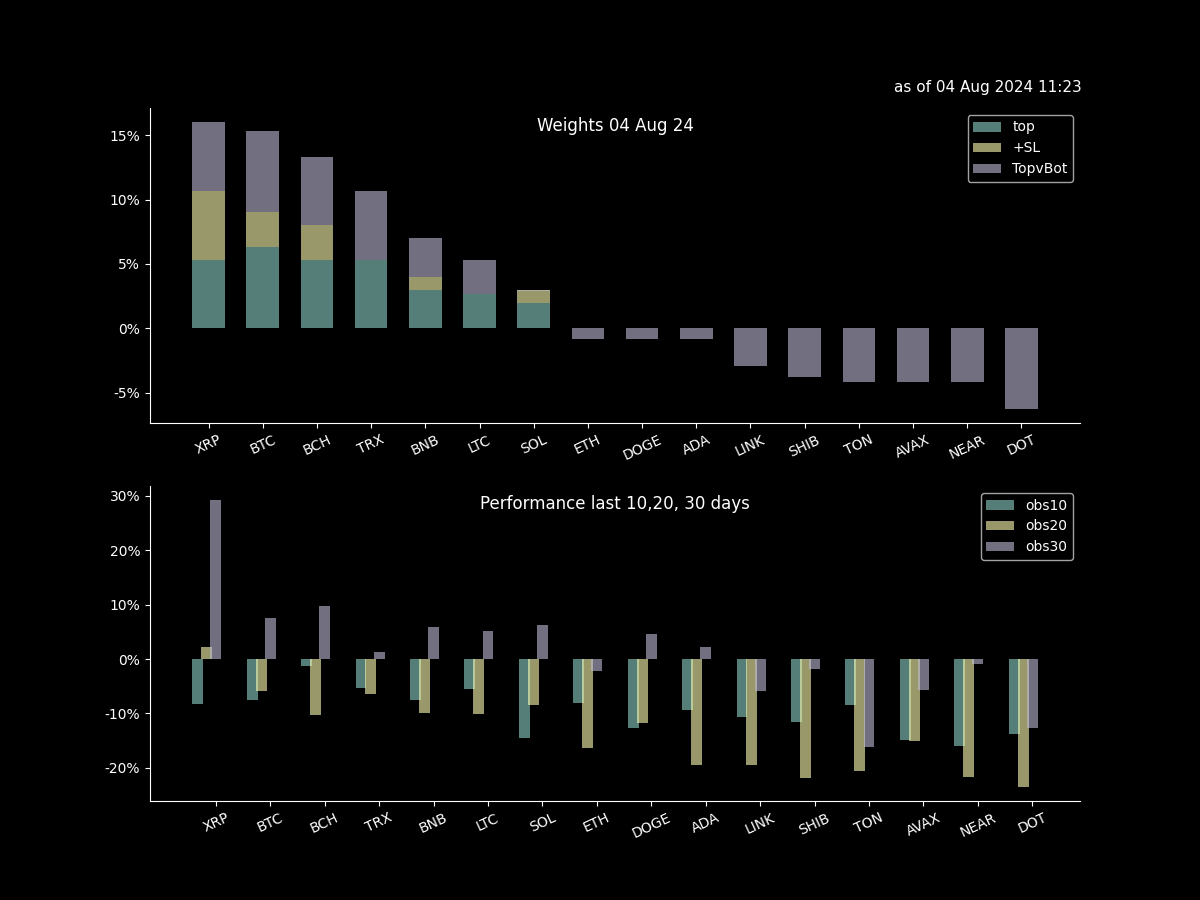 as of 04 Aug 2024 11:23
Weights 04 Aug 24
top
+SL
TopvBot
15%
10%
5%
0%
-5%
XRP BTC BCH TRX BNB LTC SOL ETH DOGE ADA LINK SHIB TON AVAX NEAR DOT
Performance last 10,20, 30 days
obs10
obs20
obs30
30%
20%
10%
0%
-10%
-20%
XRP BTC BCH TRX BNB LTC SOL ETH DOGE ADA LINK SHIB TON AVAX NEAR DOT